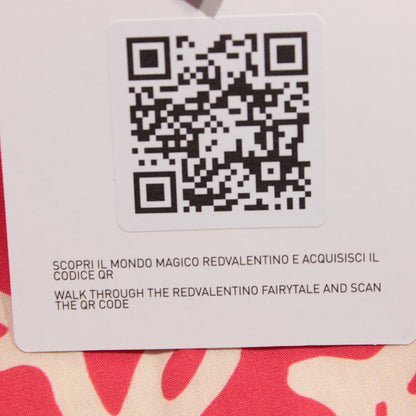 SCOPRI IL MONDO MAGICO REDVALENTINO E ACQUISISCI IL
CODICE QR
WALK THROUGH THE REDVALENTINO FAIRYTALE AND SCAN
THE QR CODE